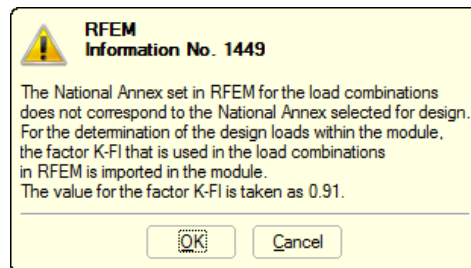 RFEM
Information No. 1449
The National Annex set in RFEM for the load combinations
does not correspond to the National Annex selected for design.
For the determination of the design loads within the module,
the factor K-FI that is used in the load combinations
in RFEM is imported in the module.
The value for the factor K-FI is taken as 0.91.
OK
Cancel